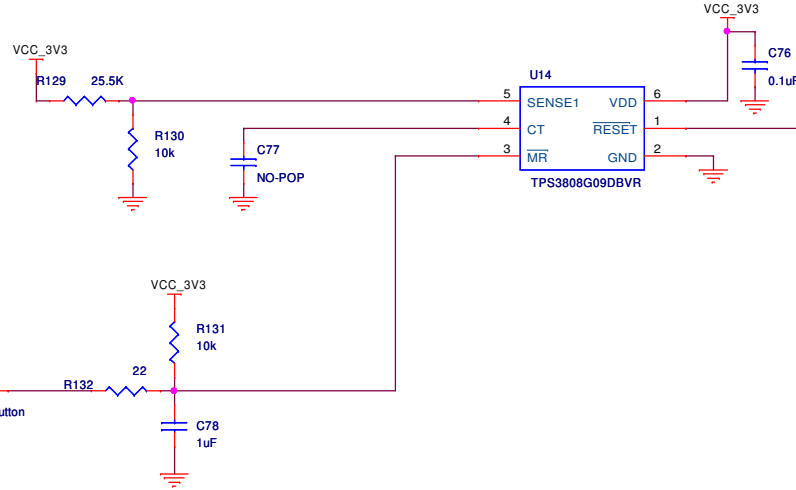 VCC_3V3
VCC_3V3
R129 25.5K
C76
0.1uF
U14
5 SENSE1 VDD 6
4 CT RESET 1
3 MR GND 2
TPS3808G09DBVR
R130
10k
C77
NO-POP
VCC_3V3
R131
10k
R132 22
utton
C78
1uF